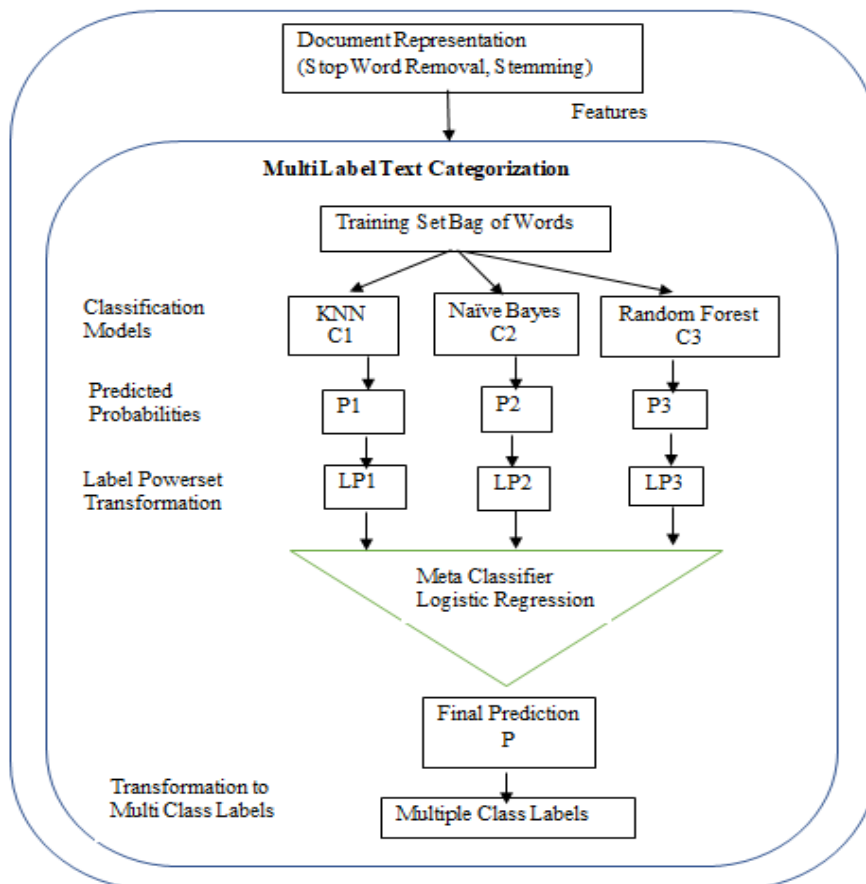 Document Representation
(Stop Word Removal, Stemming)
Features
MultiLabel Text Categorization
Training Set Bag of Words
Classification
Models
KNN
C1
Naïve Bayes
C2
Random Forest
C3
Predicted
Probabilities
P1
P2
P3
Label Powerset
Transformation
LP1
LP2
LP3
Meta Classifier
Logistic Regression
Final Prediction
P
Transformation to
Multi Class Labels
Multiple Class Labels